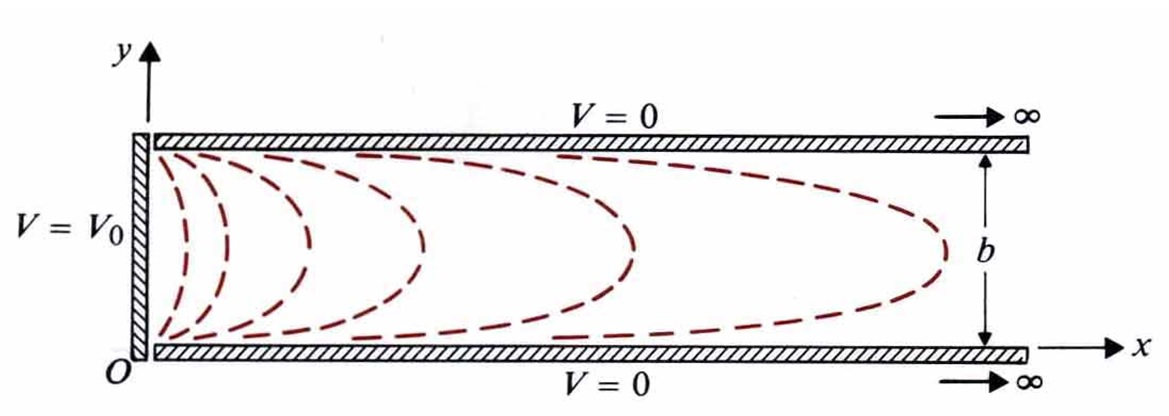 y
V = 0
∞
V = V₀
b
O
x
V = 0
∞